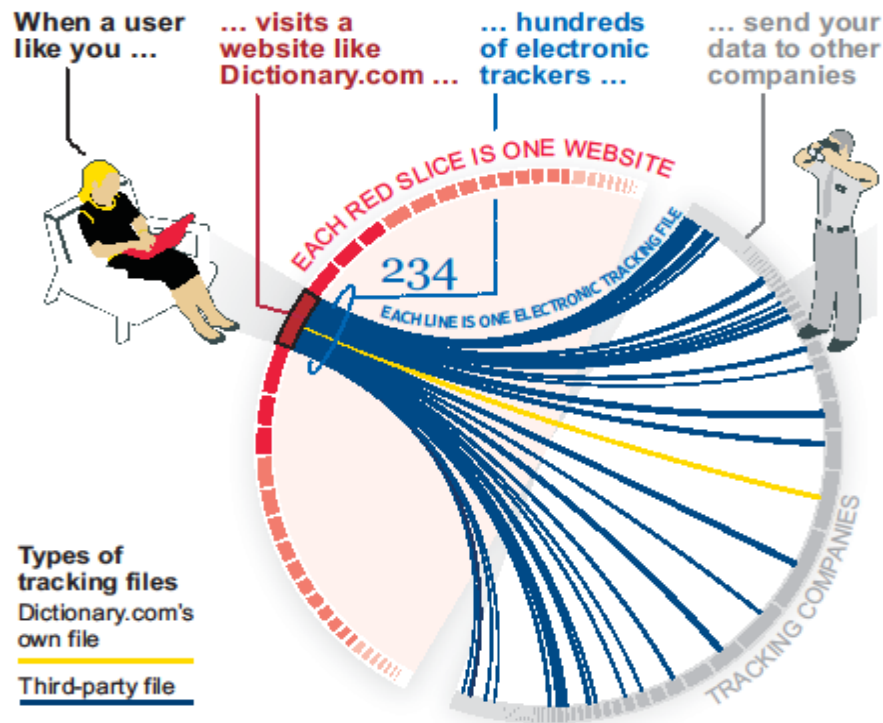 When a user
like you ...
... visits a
website like
Dictionary.com ...
... hundreds
of electronic
trackers ...
... send your
data to other
companies
EACH RED SLICE IS ONE WEBSITE
234
EACH LINE IS ONE ELECTRONIC TRACKING FILE
TRACKING COMPANIES
Types of
tracking files
Dictionary.com's
own file
Third-party file